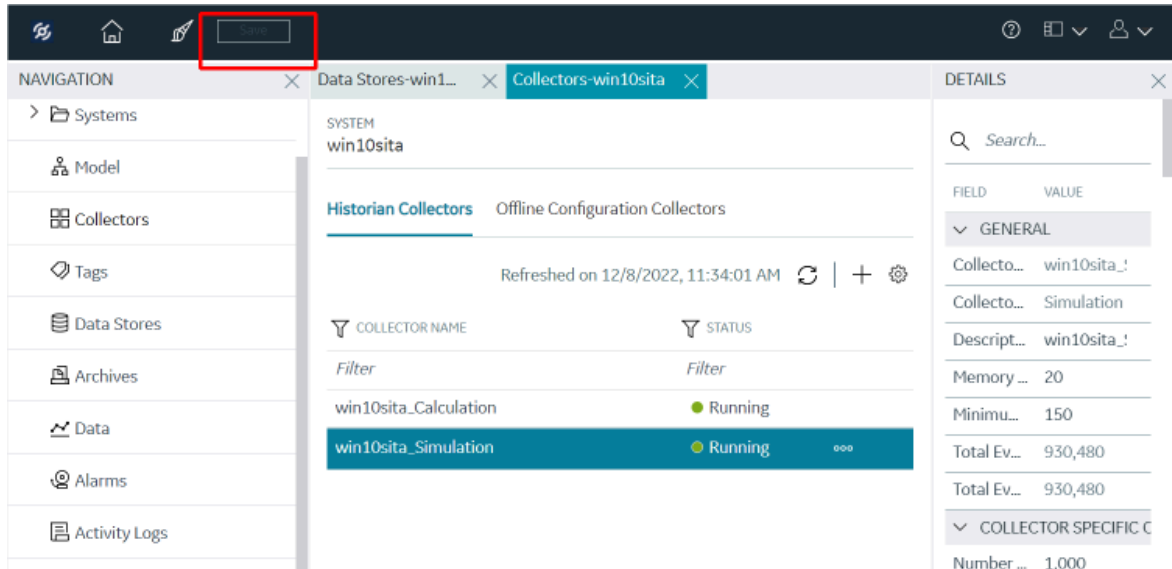 Save
NAVIGATION
Systems
Model
Collectors
Tags
Data Stores
Archives
Data
Alarms
Activity Logs
Data Stores-win1...
Collectors-win10sita
SYSTEM
win10sita
Historian Collectors Offline Configuration Collectors
Refreshed on 12/8/2022, 11:34:01 AM
COLLECTOR NAME STATUS
Filter Filter
win10sita_Calculation Running
win10sita_Simulation Running
DETAILS
Search...
FIELD VALUE
GENERAL
Collecto... win10sita_
Collecto... Simulation
Descript... win10sita_
Memory ... 20
Minimu... 150
Total Ev... 930,480
Total Ev... 930,480
COLLECTOR SPECIFIC C
Number ... 1,000